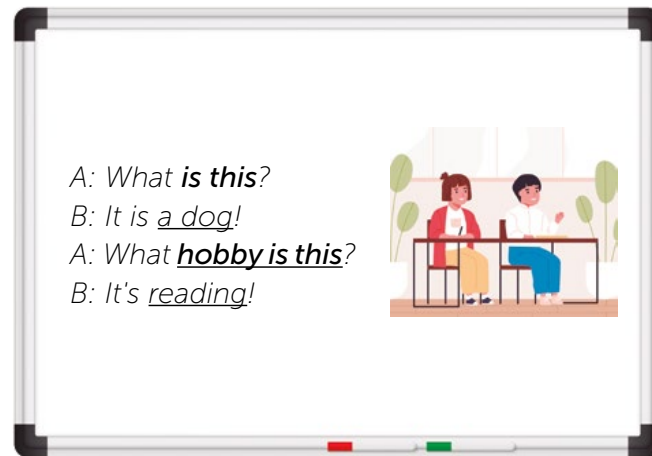 A: What is this?
B: It is a dog!
A: What hobby is this?
B: It's reading!